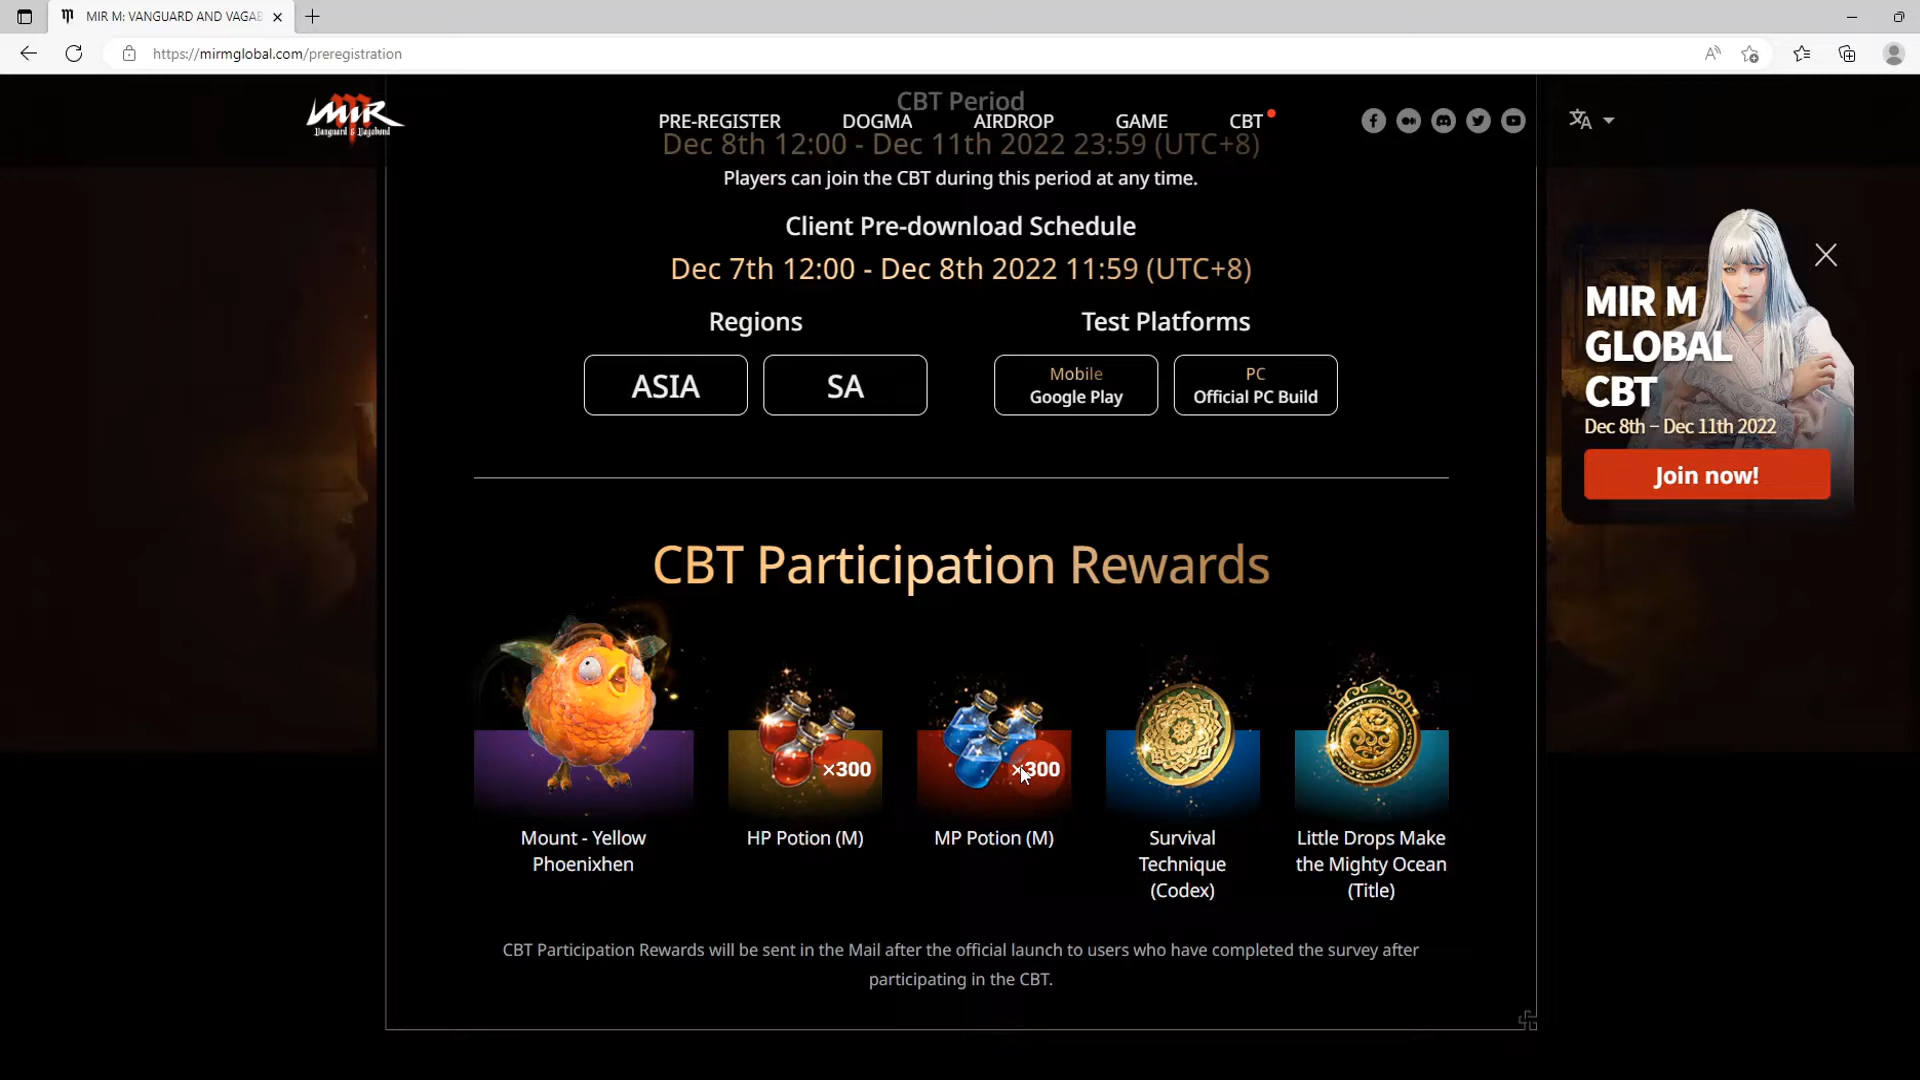 MIR M: VANGUARD AND VAGAB
https://mirmglobal.com/preregistration
MIR
Vanguard & Vagabond
PRE-REGISTER
DOGMA
AIRDROP
GAME
CBT
CBT Period
Dec 8th 12:00 - Dec 11th 2022 23:59 (UTC+8)
Players can join the CBT during this period at any time.
Client Pre-download Schedule
Dec 7th 12:00 - Dec 8th 2022 11:59 (UTC+8)
Regions
ASIA
SA
Test Platforms
Mobile
Google Play
PC
Official PC Build
MIR M
GLOBAL
CBT
Dec 8th – Dec 11th 2022
Join now!
CBT Participation Rewards
×300
×300
Mount - Yellow
Phoenixhen
HP Potion (M)
MP Potion (M)
Survival
Technique
(Codex)
Little Drops Make
the Mighty Ocean
(Title)
CBT Participation Rewards will be sent in the Mail after the official launch to users who have completed the survey after
participating in the CBT.